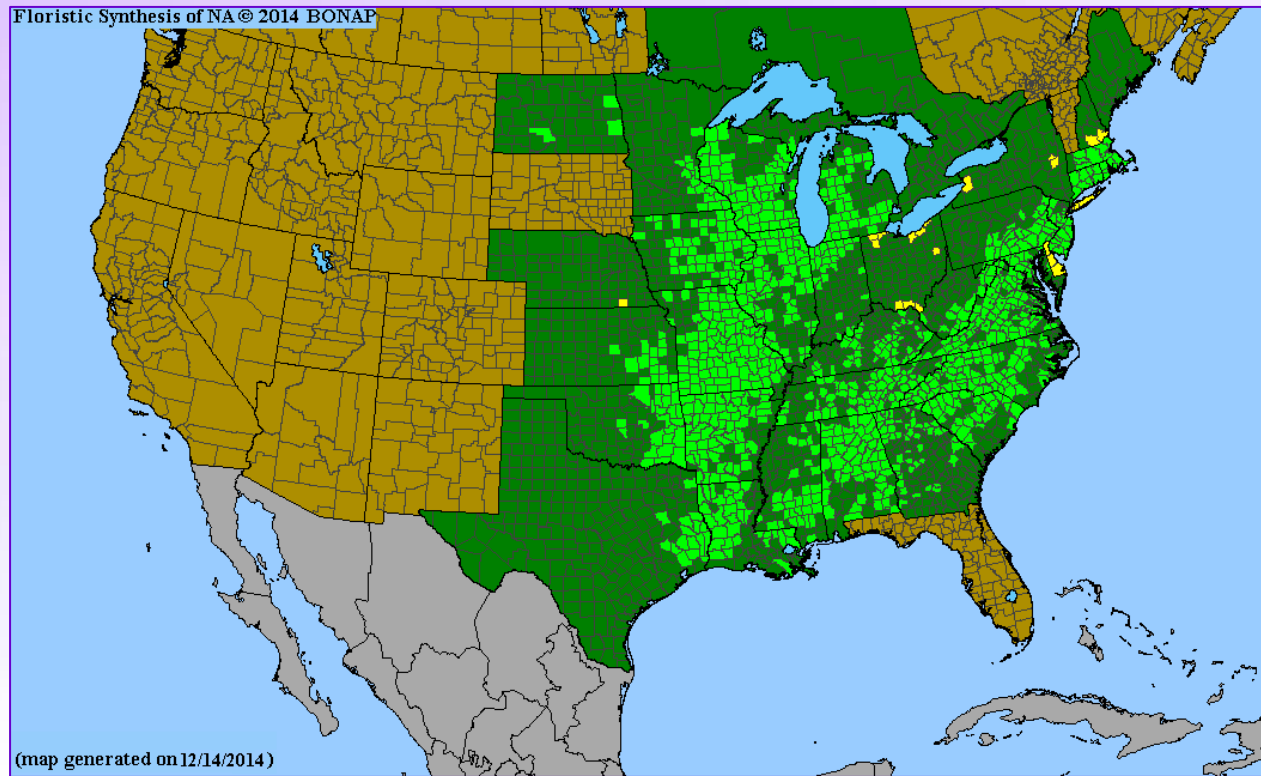 Floristic Synthesis of NA © 2014 BONAP
(map generated on 12/14/2014)